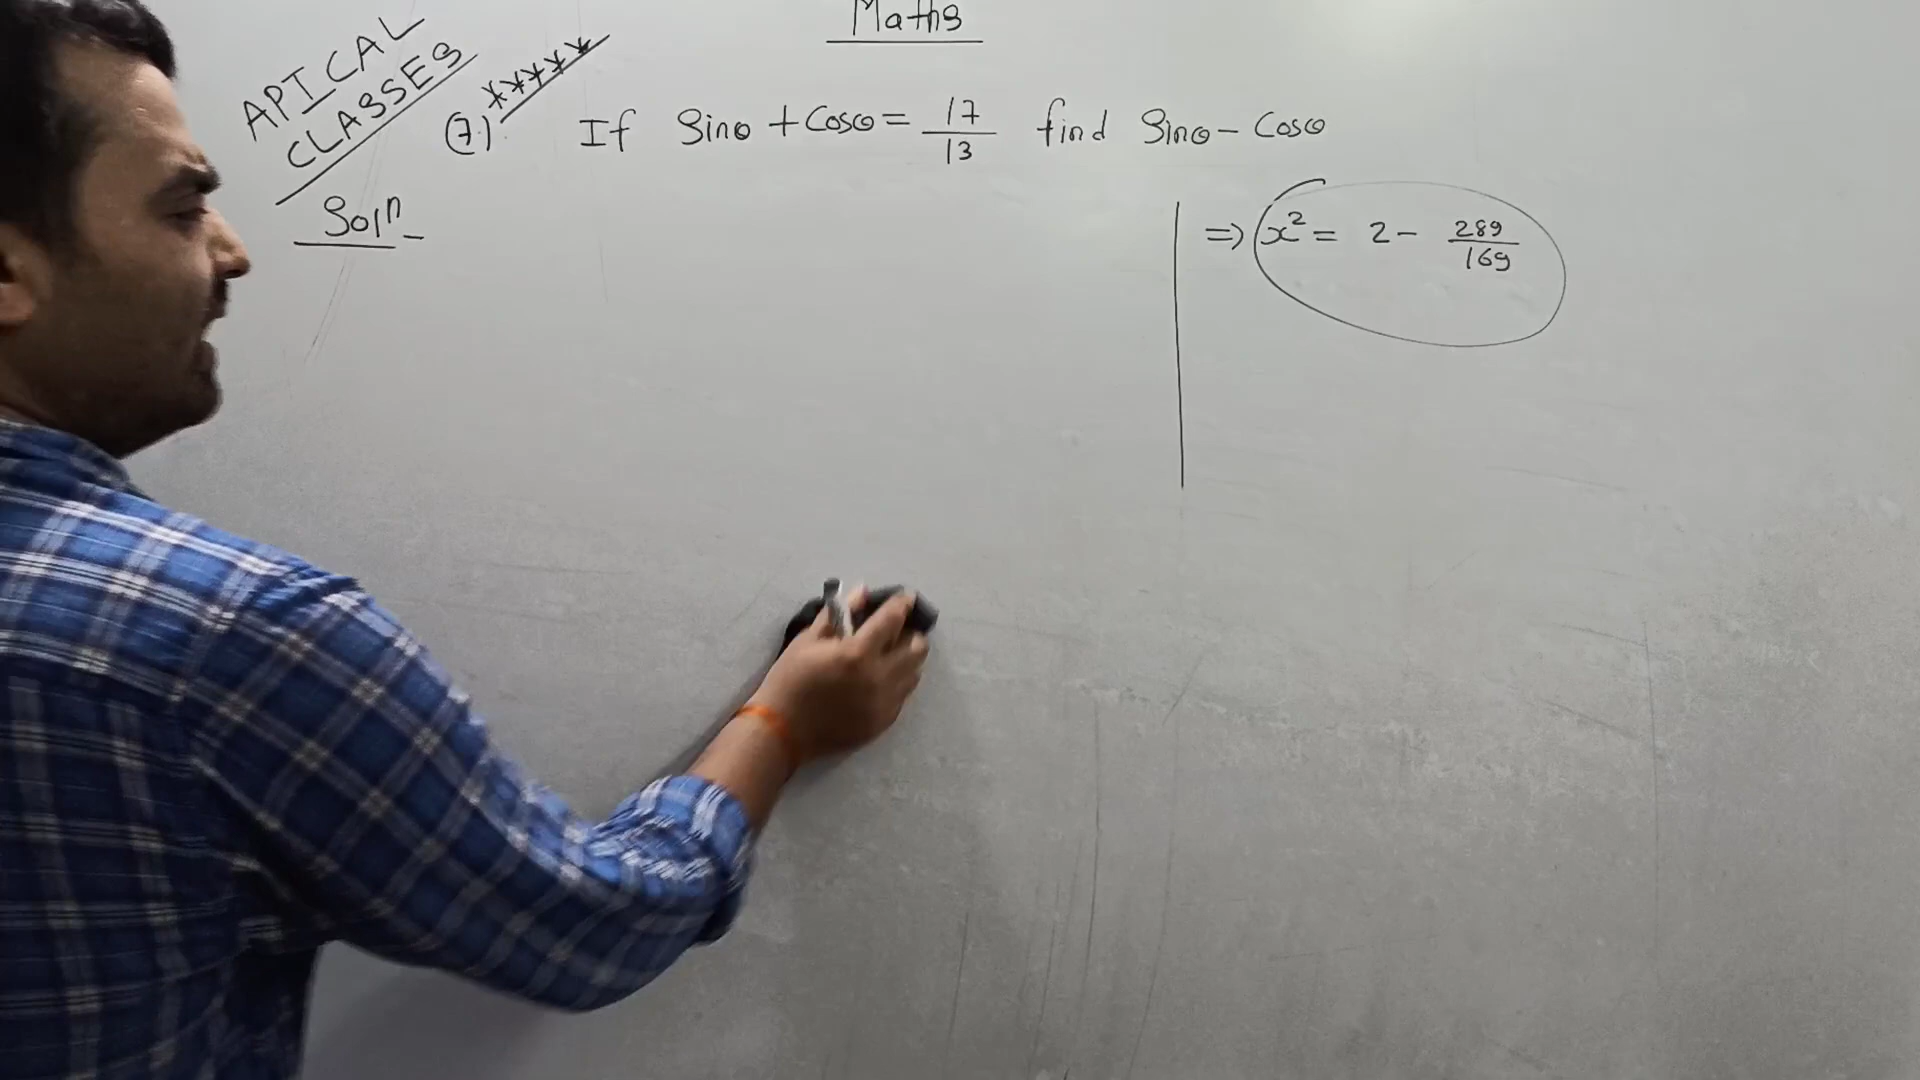 Maths
APICAL
CLASSES
(7.) ***** If Sinθ + Cosθ = 17/13 find Sinθ - Cosθ
Solⁿ-
⇒ x² = 2 - 289/169